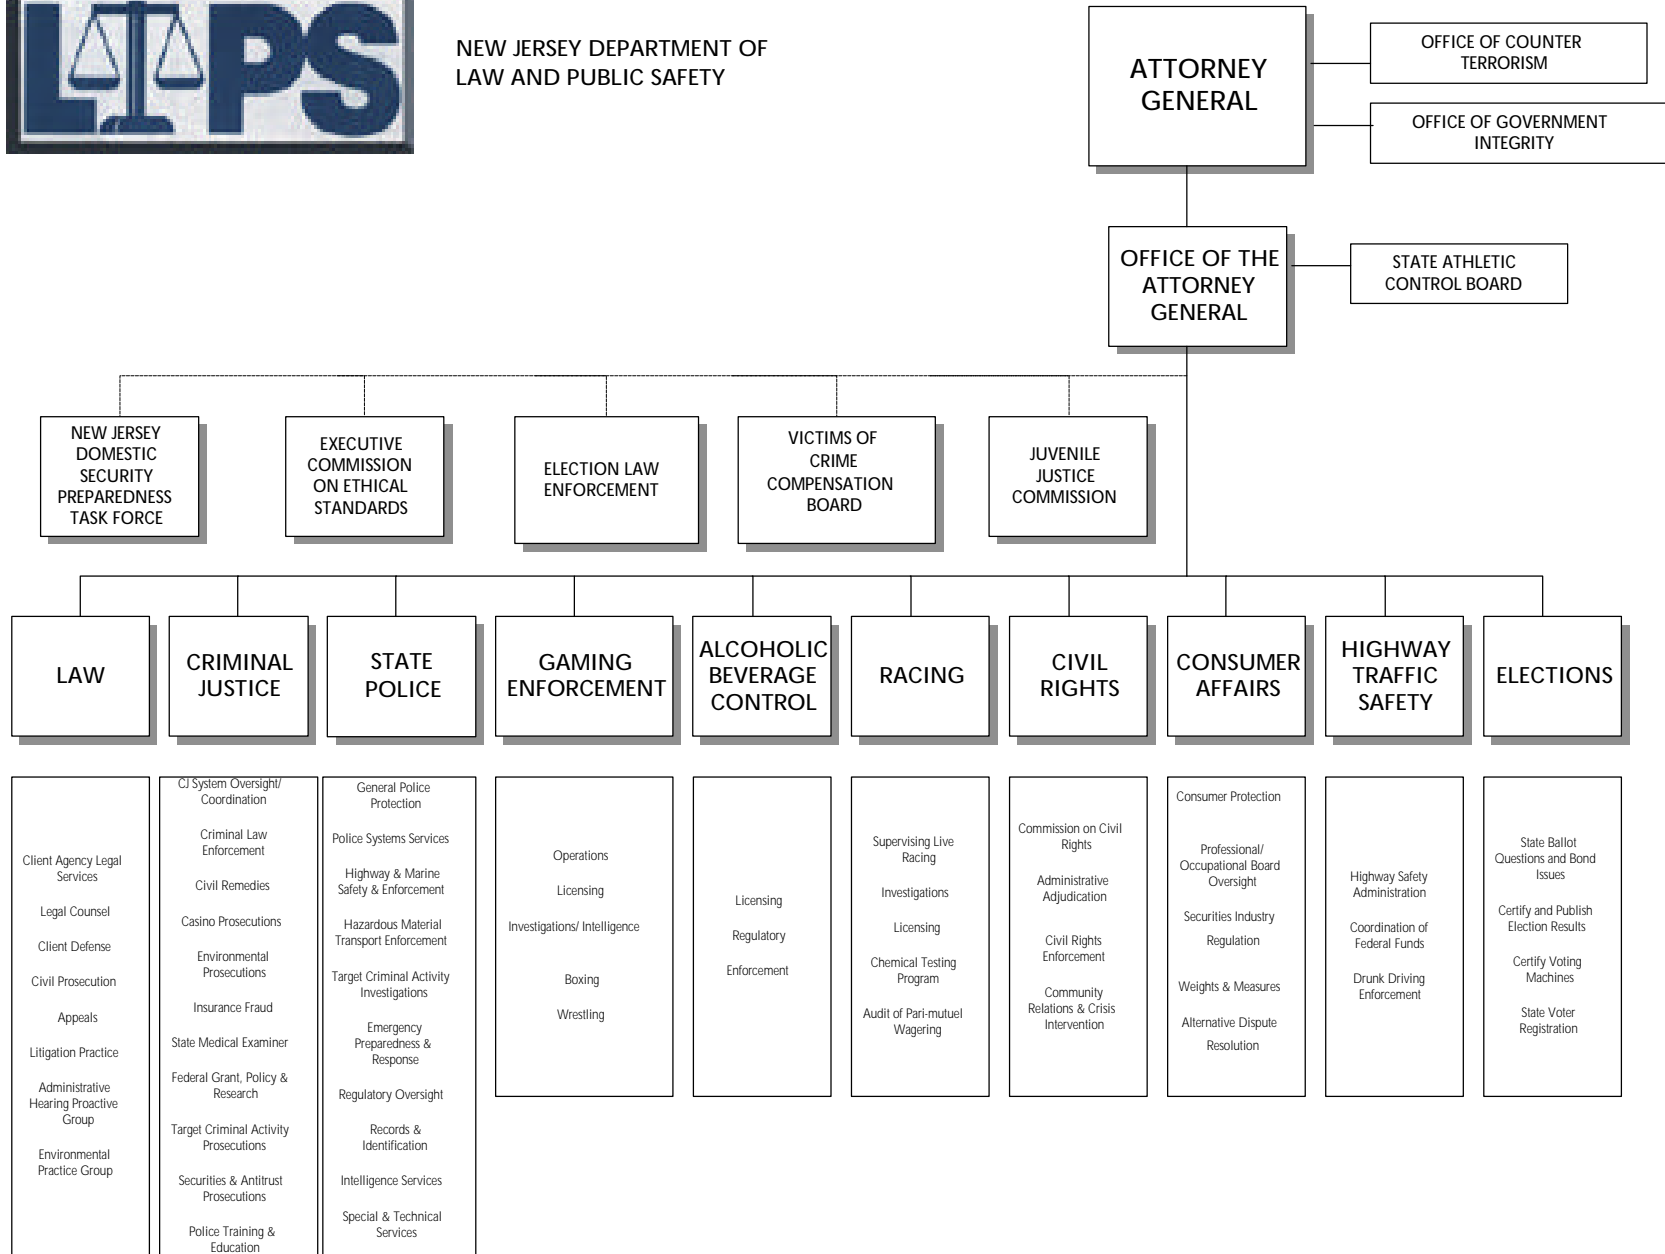 LPS
NEW JERSEY DEPARTMENT OF
LAW AND PUBLIC SAFETY
ATTORNEY
GENERAL
OFFICE OF COUNTER
TERRORISM
OFFICE OF GOVERNMENT
INTEGRITY
OFFICE OF THE
ATTORNEY
GENERAL
STATE ATHLETIC
CONTROL BOARD
NEW JERSEY
DOMESTIC
SECURITY
PREPAREDNESS
TASK FORCE
EXECUTIVE
COMMISSION
ON ETHICAL
STANDARDS
ELECTION LAW
ENFORCEMENT
VICTIMS OF
CRIME
COMPENSATION
BOARD
JUVENILE
JUSTICE
COMMISSION
LAW
CRIMINAL
JUSTICE
STATE
POLICE
GAMING
ENFORCEMENT
ALCOHOLIC
BEVERAGE
CONTROL
RACING
CIVIL
RIGHTS
CONSUMER
AFFAIRS
HIGHWAY
TRAFFIC
SAFETY
ELECTIONS
Client Agency Legal
Services
Legal Counsel
Client Defense
Civil Prosecution
Appeals
Litigation Practice
Administrative
Hearing Proactive
Group
Environmental
Practice Group
CJ System Oversight/
Coordination
Criminal Law
Enforcement
Civil Remedies
Casino Prosecutions
Environmental
Prosecutions
Insurance Fraud
State Medical Examiner
Federal Grant, Policy &
Research
Target Criminal Activity
Prosecutions
Securities & Antitrust
Prosecutions
Police Training &
Education
General Police
Protection
Police Systems Services
Highway & Marine
Safety & Enforcement
Hazardous Material
Transport Enforcement
Target Criminal Activity
Investigations
Emergency
Preparedness &
Response
Regulatory Oversight
Records &
Identification
Intelligence Services
Special & Technical
Services
Operations
Licensing
Investigations/ Intelligence
Boxing
Wrestling
Licensing
Regulatory
Enforcement
Supervising Live
Racing
Investigations
Licensing
Chemical Testing
Program
Audit of Pari-mutuel
Wagering
Commission on Civil
Rights
Administrative
Adjudication
Civil Rights
Enforcement
Community
Relations & Crisis
Intervention
Consumer Protection
Professional/
Occupational Board
Oversight
Securities Industry
Regulation
Weights & Measures
Alternative Dispute
Resolution
Highway Safety
Administration
Coordination of
Federal Funds
Drunk Driving
Enforcement
State Ballot
Questions and Bond
Issues
Certify and Publish
Election Results
Certify Voting
Machines
State Voter
Registration